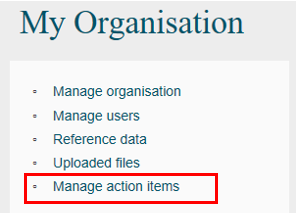 My Organisation
Manage organisation
Manage users
Reference data
Uploaded files
Manage action items